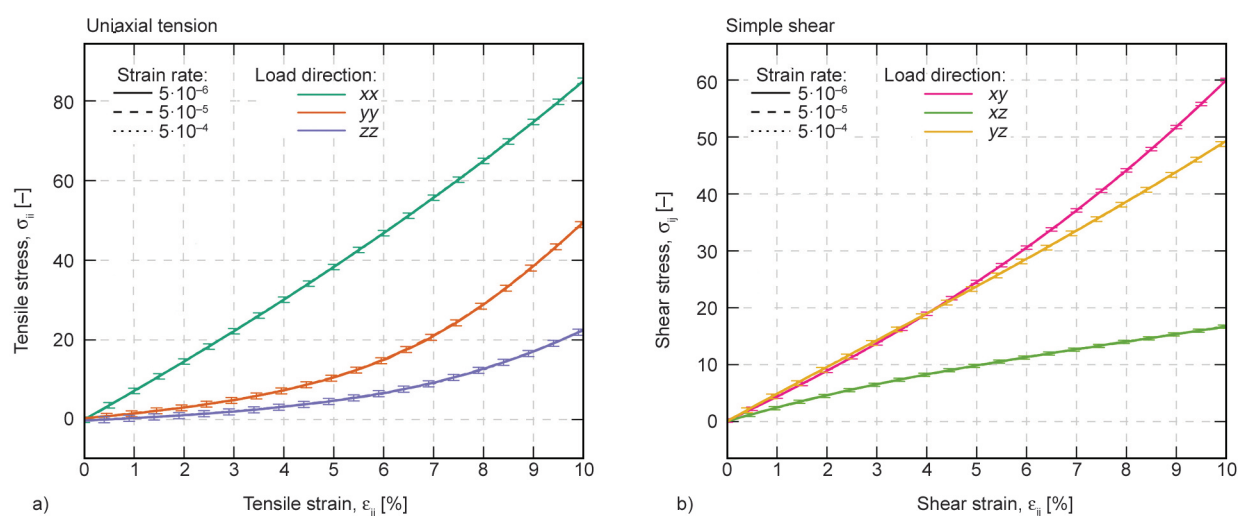 Uniaxial tension
Strain rate:
5·10⁻⁶
5·10⁻⁵
5·10⁻⁴
Load direction:
xx
yy
zz
80
60
40
20
0
Tensile stress, σii [–]
0 1 2 3 4 5 6 7 8 9 10
Tensile strain, εij [%]
a)
Simple shear
Strain rate:
5·10⁻⁶
5·10⁻⁵
5·10⁻⁴
Load direction:
xy
xz
yz
60
50
40
30
20
10
0
Shear stress, σij [–]
0 1 2 3 4 5 6 7 8 9 10
Shear strain, εij [%]
b)